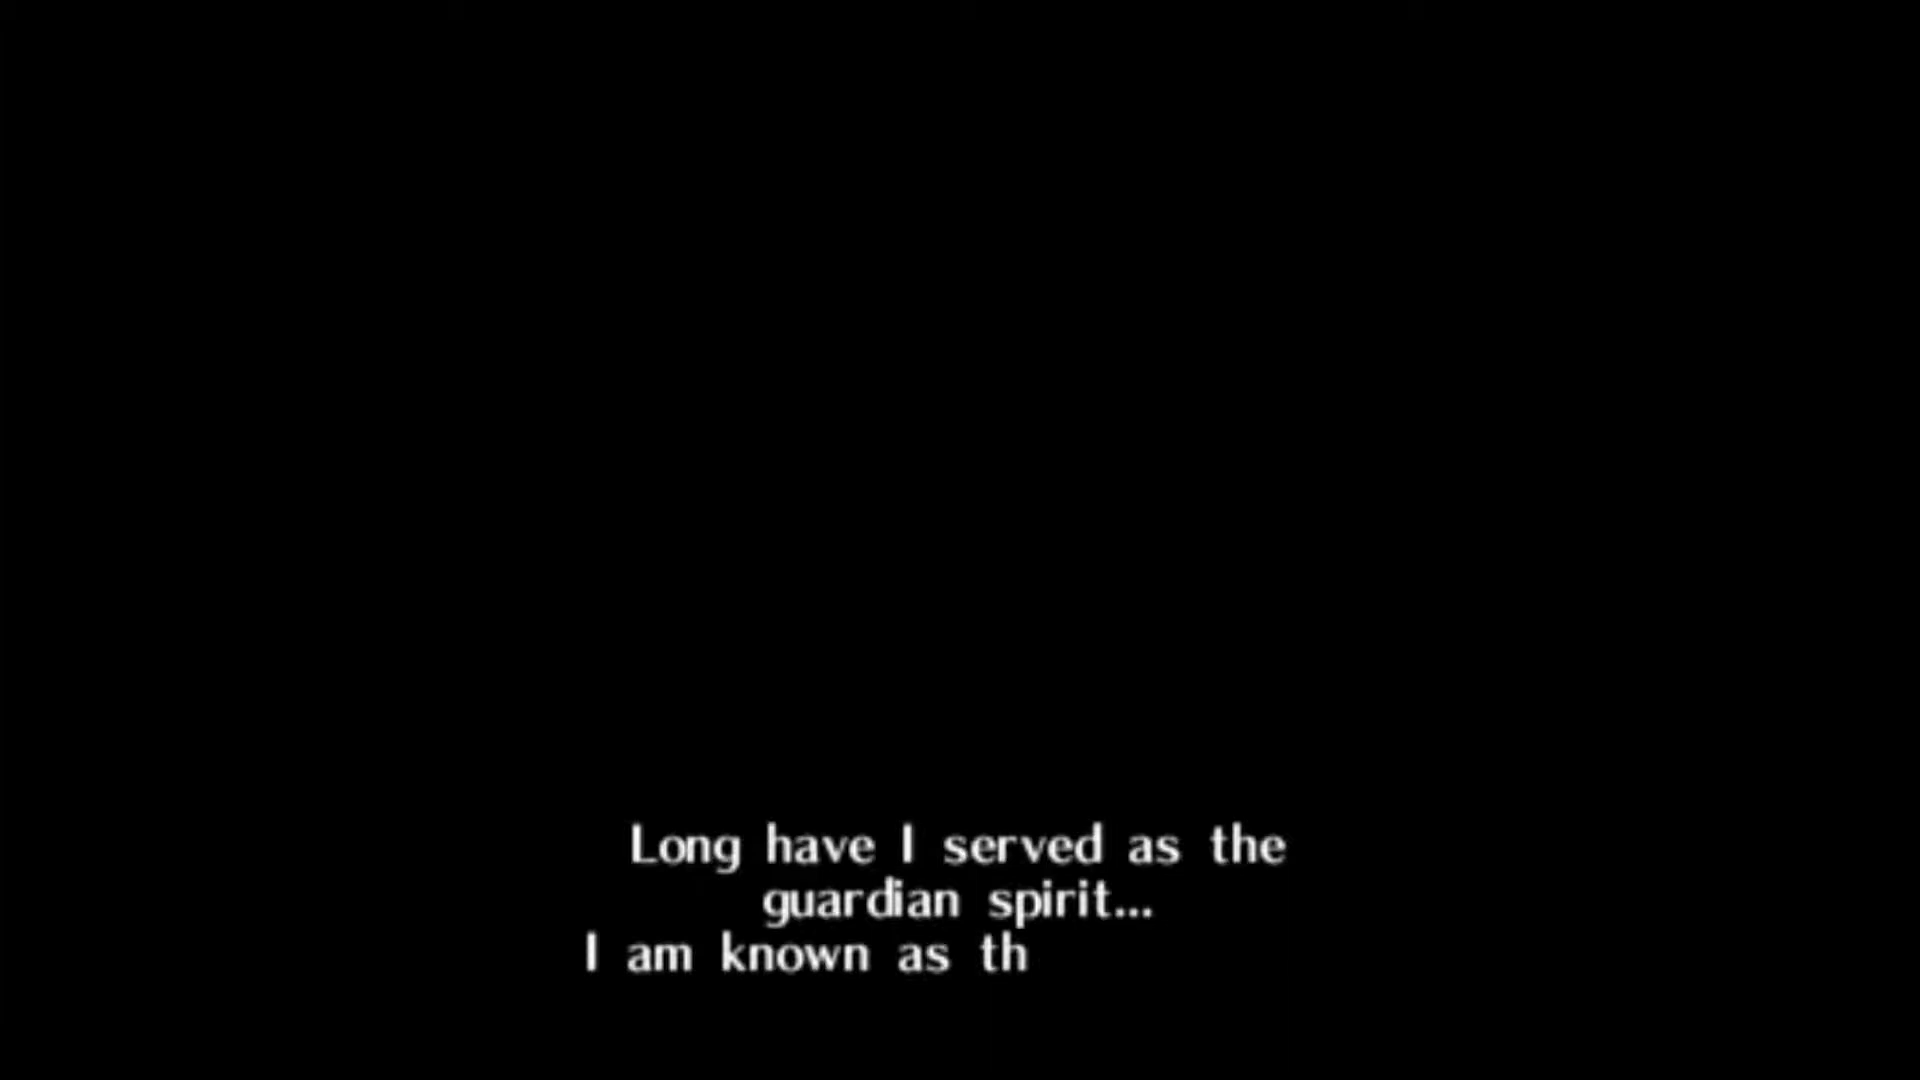 Long have I served as the
guardian spirit...
I am known as th